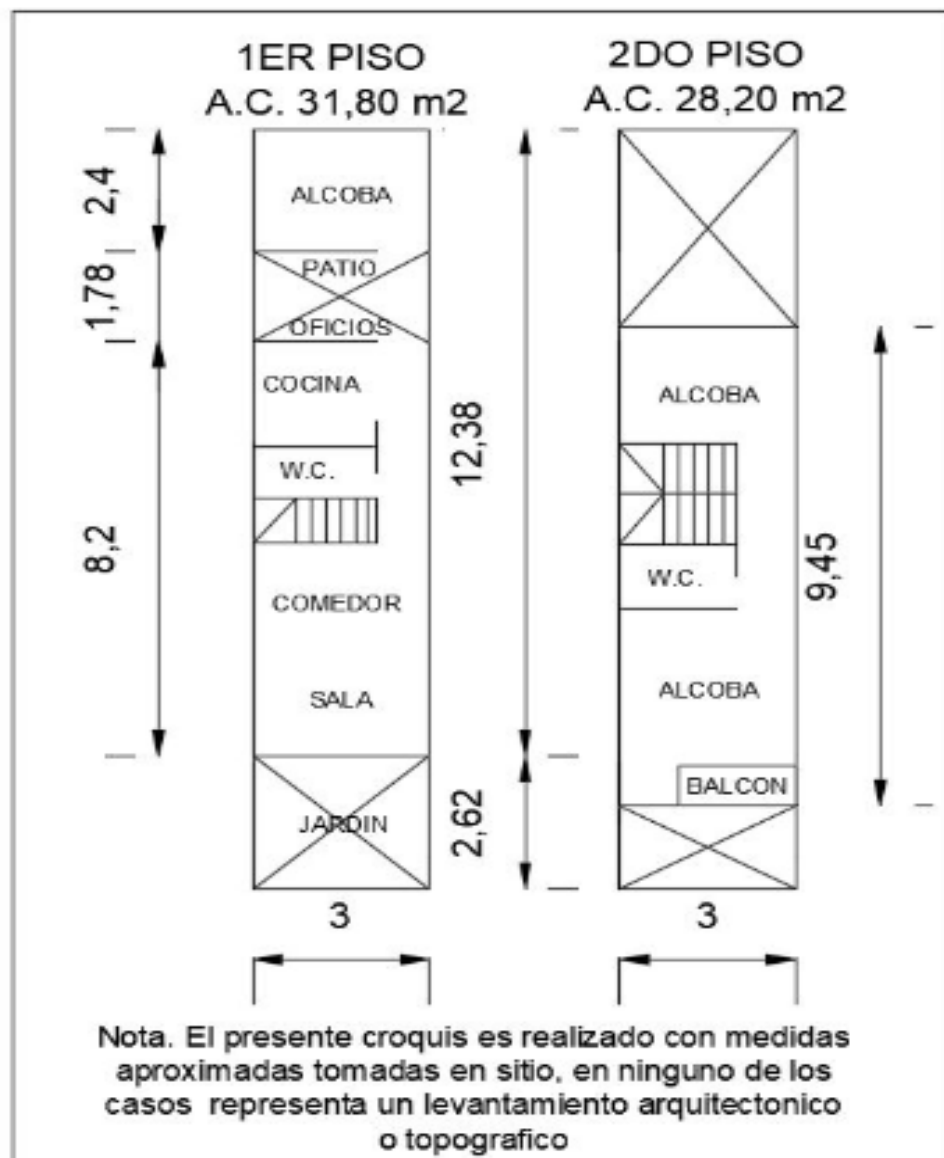 1ER PISO
A.C. 31,80 m2
2DO PISO
A.C. 28,20 m2
2,4
1,78
8,2
ALCOBA
PATIO
OFICIOS
COCINA
W.C.
COMEDOR
SALA
JARDIN
3
12,38
2,62
ALCOBA
W.C.
ALCOBA
BALCON
9,45
3
Nota. El presente croquis es realizado con medidas
aproximadas tomadas en sitio, en ninguno de los
casos representa un levantamiento arquitectonico
o topografico